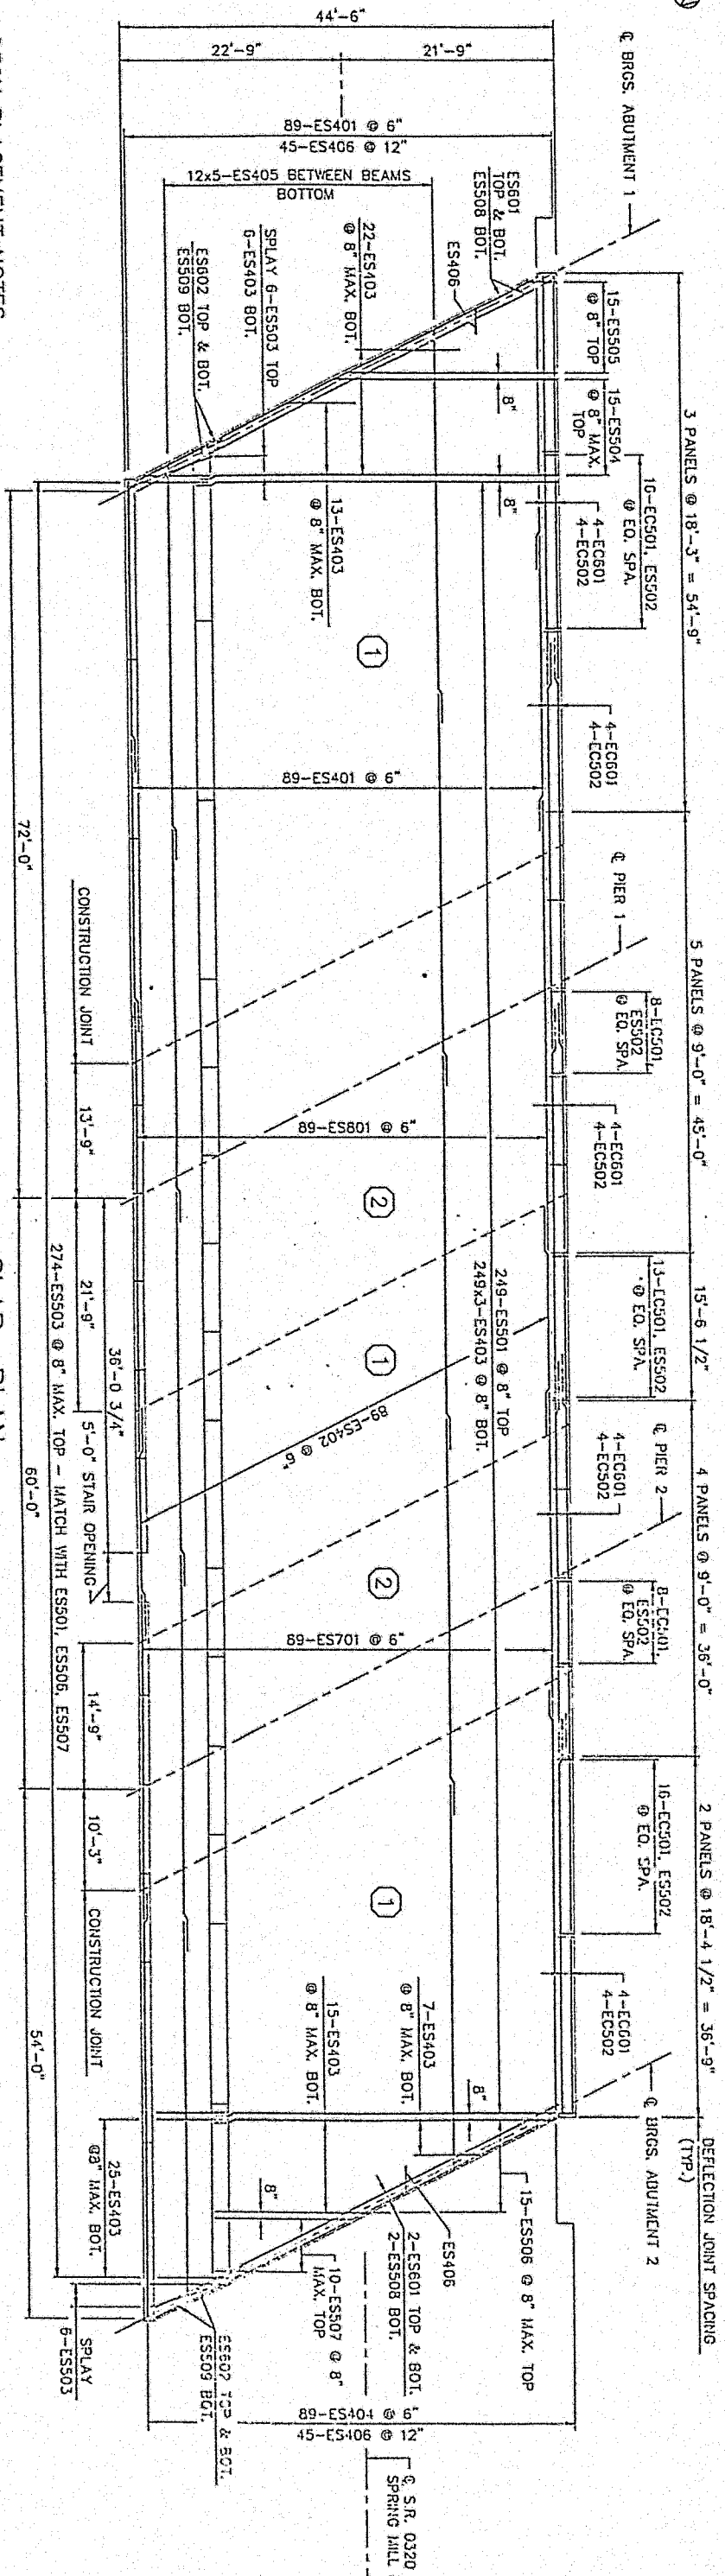 44'-6"
22'-9"
21'-9"
℄ BRGS. ABUTMENT 1
89-ES401 @ 6"
45-ES406 @ 12"
12x5-ES405 BETWEEN BEAMS
BOTTOM
ES601
TOP & BOT.
ES508 BOT.
ES406
22-ES403
@ 8" MAX. BOT.
SPLAY 6-ES503 TOP
6-ES403 BOT.
ES602 TOP & BOT.
ES509 BOT.
15-ES505
@ 8" TOP
15-ES504
@ 8" MAX.
TOP
8"
8"
3 PANELS @ 18'-3" = 54'-9"
16-EC501, ES502
@ EQ. SPA.
4-EC601
4-EC502
13-ES403
@ 8" MAX. BOT.
1
4-EC601
4-EC502
89-ES401 @ 6"
℄ PIER 1
5 PANELS @ 9'-0" = 45'-0"
8-EC501,
ES502
@ EQ. SPA.
CONSTRUCTION JOINT
72'-0"
13'-9"
4-EC601
4-EC502
89-ES801 @ 6"
2
249-ES501 @ 8" TOP
249x3-ES403 @ 8" BOT.
13-EC501, ES502
@ EQ. SPA.
15'-6 1/2"
1
21'-9"
36'-0 3/4"
5'-0" STAIR OPENING
274-ES503 @ 8" MAX. TOP - MATCH WITH ES501, ES506, ES507
60'-0"
89-ES402 @ 6"
℄ PIER 2
4-EC601
4-EC502
4 PANELS @ 9'-0" = 36'-0"
8-EC501,
ES502
@ EQ. SPA.
2
89-ES701 @ 6"
14'-9"
10'-3"
CONSTRUCTION JOINT
54'-0"
16-EC501, ES502
@ EQ. SPA.
2 PANELS @ 18'-4 1/2" = 36'-9"
1
4-EC601
4-EC502
15-ES403
@ 8" MAX. BOT.
7-ES403
@ 8" MAX. BOT.
8"
8"
25-ES403
@8" MAX. BOT.
℄ BRGS. ABUTMENT 2
DEFLECTION JOINT SPACING
(TYP.)
15-ES506 @ 8" MAX. TOP
ES406
2-ES601 TOP & BOT.
2-ES508 BOT.
10-ES507 @ 8"
MAX. TOP
ES602 TOP & BOT.
ES509 BOT.
SPLAY
6-ES503
89-ES404 @ 6"
45-ES406 @ 12"
℄ S.R. 0320
SPRING MILL